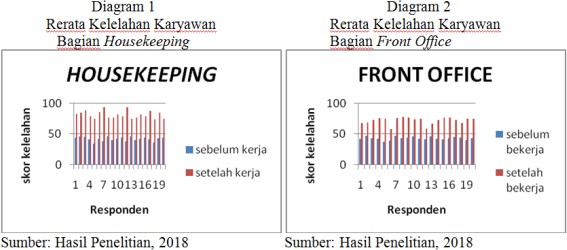 Diagram 1
Rerata Kelelahan Karyawan
Bagian Housekeeping
HOUSEKEEPING
skor kelelahan
100
50
0
1 4 7 10 13 16 19
Responden
sebelum kerja
setelah kerja
Sumber: Hasil Penelitian, 2018
Diagram 2
Rerata Kelelahan Karyawan
Bagian Front Office
FRONT OFFICE
skor kelelahan
100
50
0
1 4 7 10 13 16 19
Responden
sebelum
bekerja
setelah
bekerja
Sumber: Hasil Penelitian, 2018